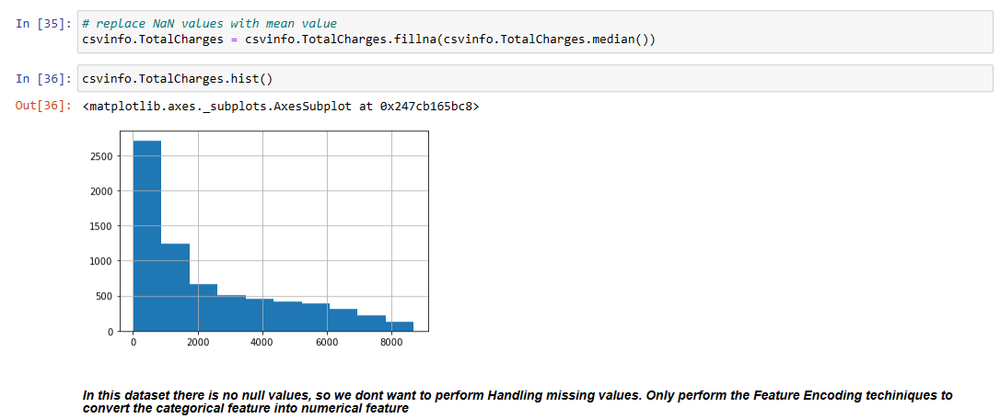 In [35]: # replace NaN values with mean value
csvinfo.TotalCharges = csvinfo.TotalCharges.fillna(csvinfo.TotalCharges.median())
In [36]: csvinfo.TotalCharges.hist()
Out[36]: <matplotlib.axes._subplots.AxesSubplot at 0x247cb165bc8>
2500
2000
1500
1000
500
0
0 2000 4000 6000 8000
In this dataset there is no null values, so we dont want to perform Handling missing values. Only perform the Feature Encoding techiniques to
convert the categorical feature into numerical feature